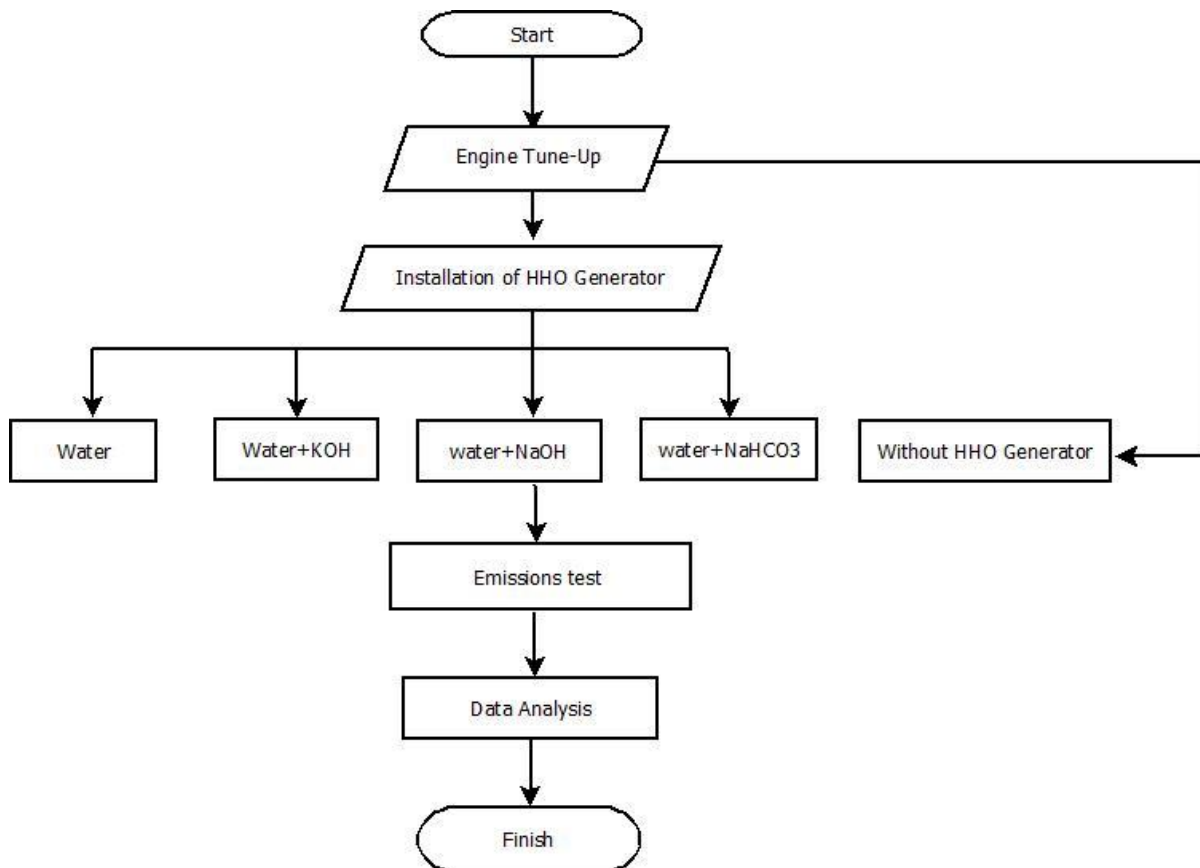 Start
Engine Tune-Up
Installation of HHO Generator
Water
Water+KOH
water+NaOH
water+NaHCO3
Without HHO Generator
Emissions test
Data Analysis
Finish